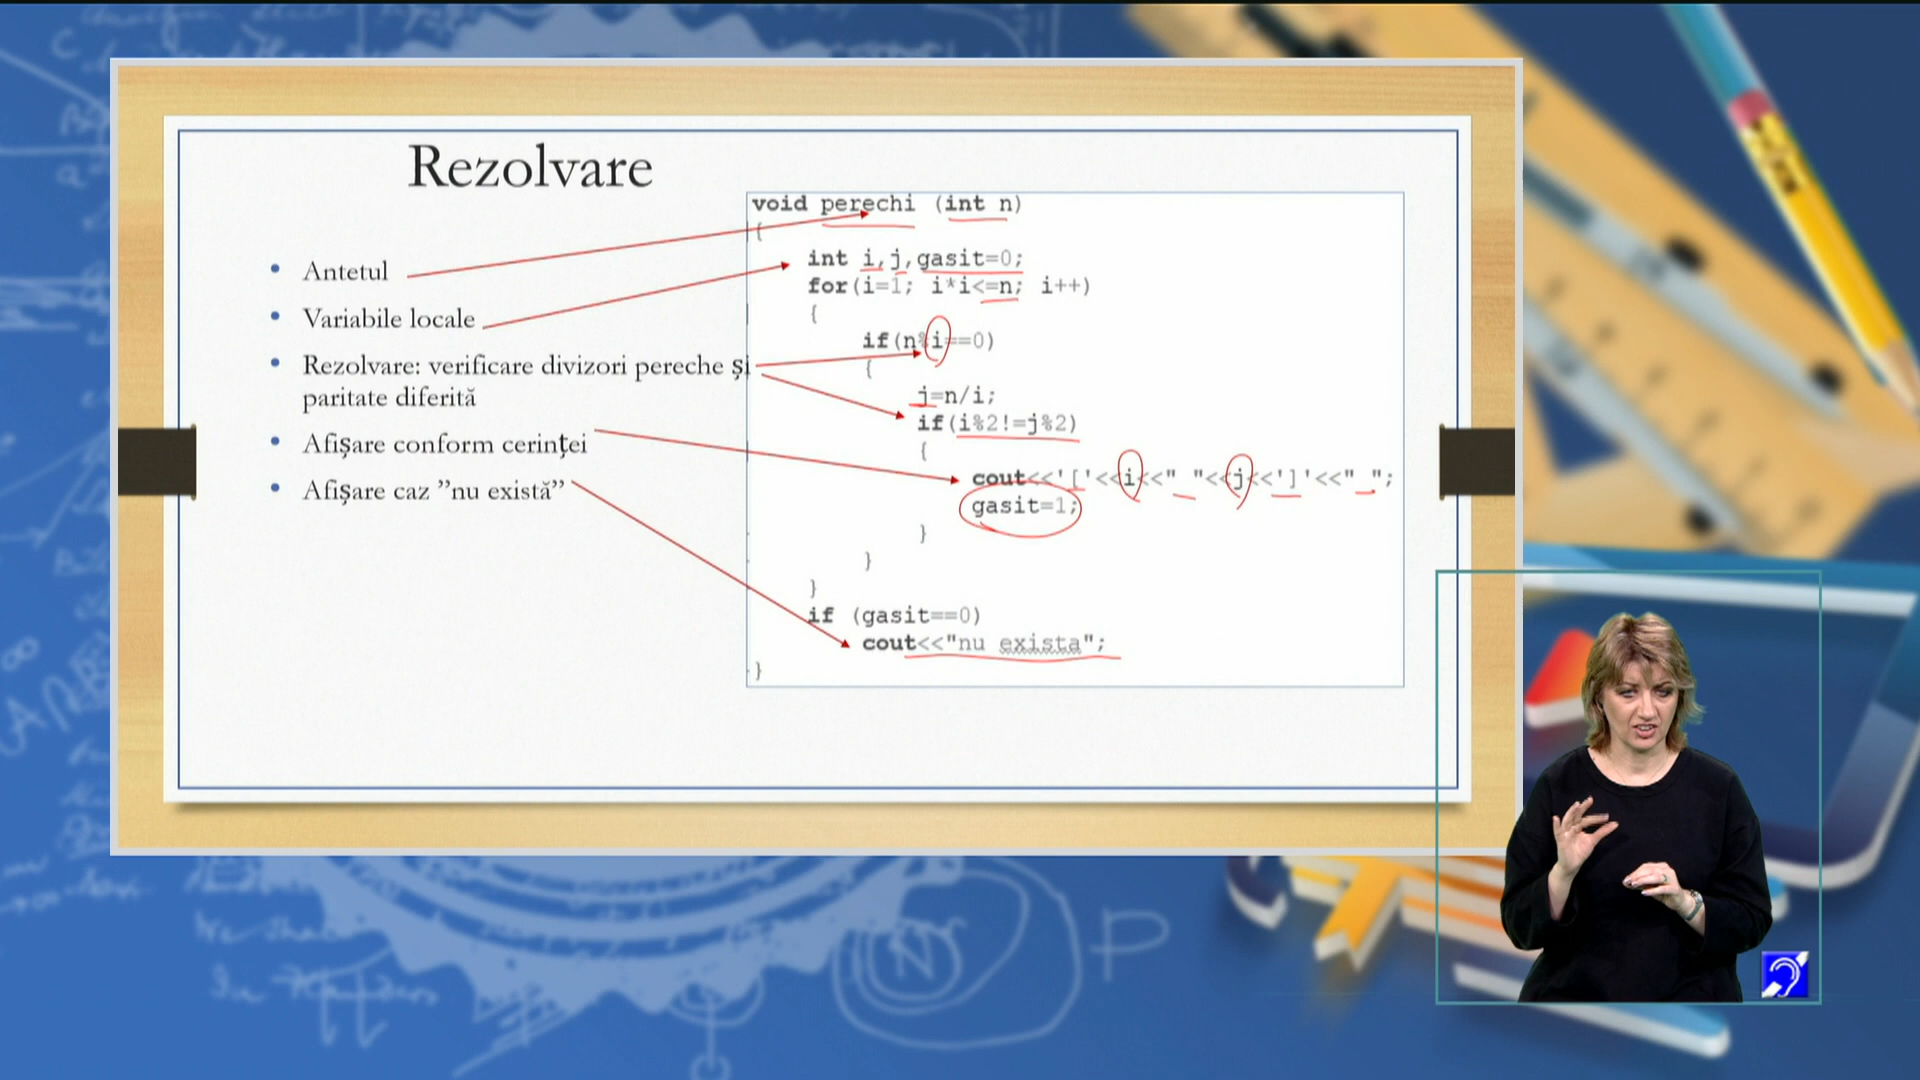 Rezolvare
• Antetul
• Variabile locale
• Rezolvare: verificare divizori pereche și
paritate diferită
• Afișare conform cerinței
• Afișare caz ”nu există”
void perechi (int n)
{
int i,j,gasit=0;
for(i=1; i*i<=n; i++)
{
if(n%i==0)
{
j=n/i;
if(i%2!=j%2)
{
cout<<'['<<i<<" "<<j<<']'<<" ";
gasit=1;
}
}
}
if (gasit==0)
cout<<"nu exista";
}
N
P